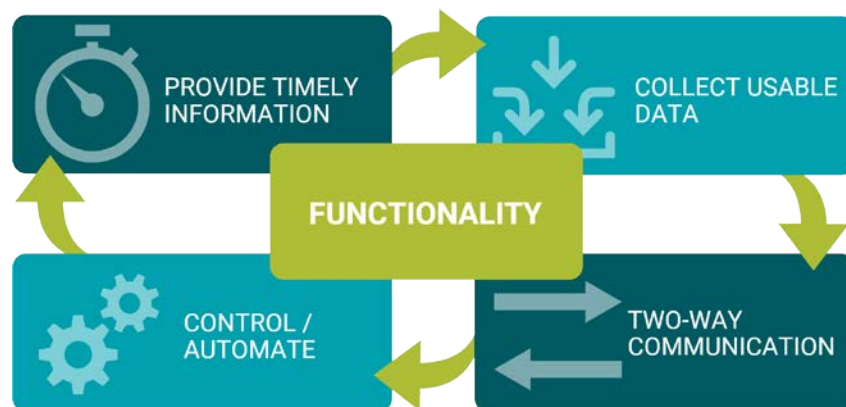 PROVIDE TIMELY
INFORMATION
COLLECT USABLE
DATA
FUNCTIONALITY
CONTROL /
AUTOMATE
TWO-WAY
COMMUNICATION